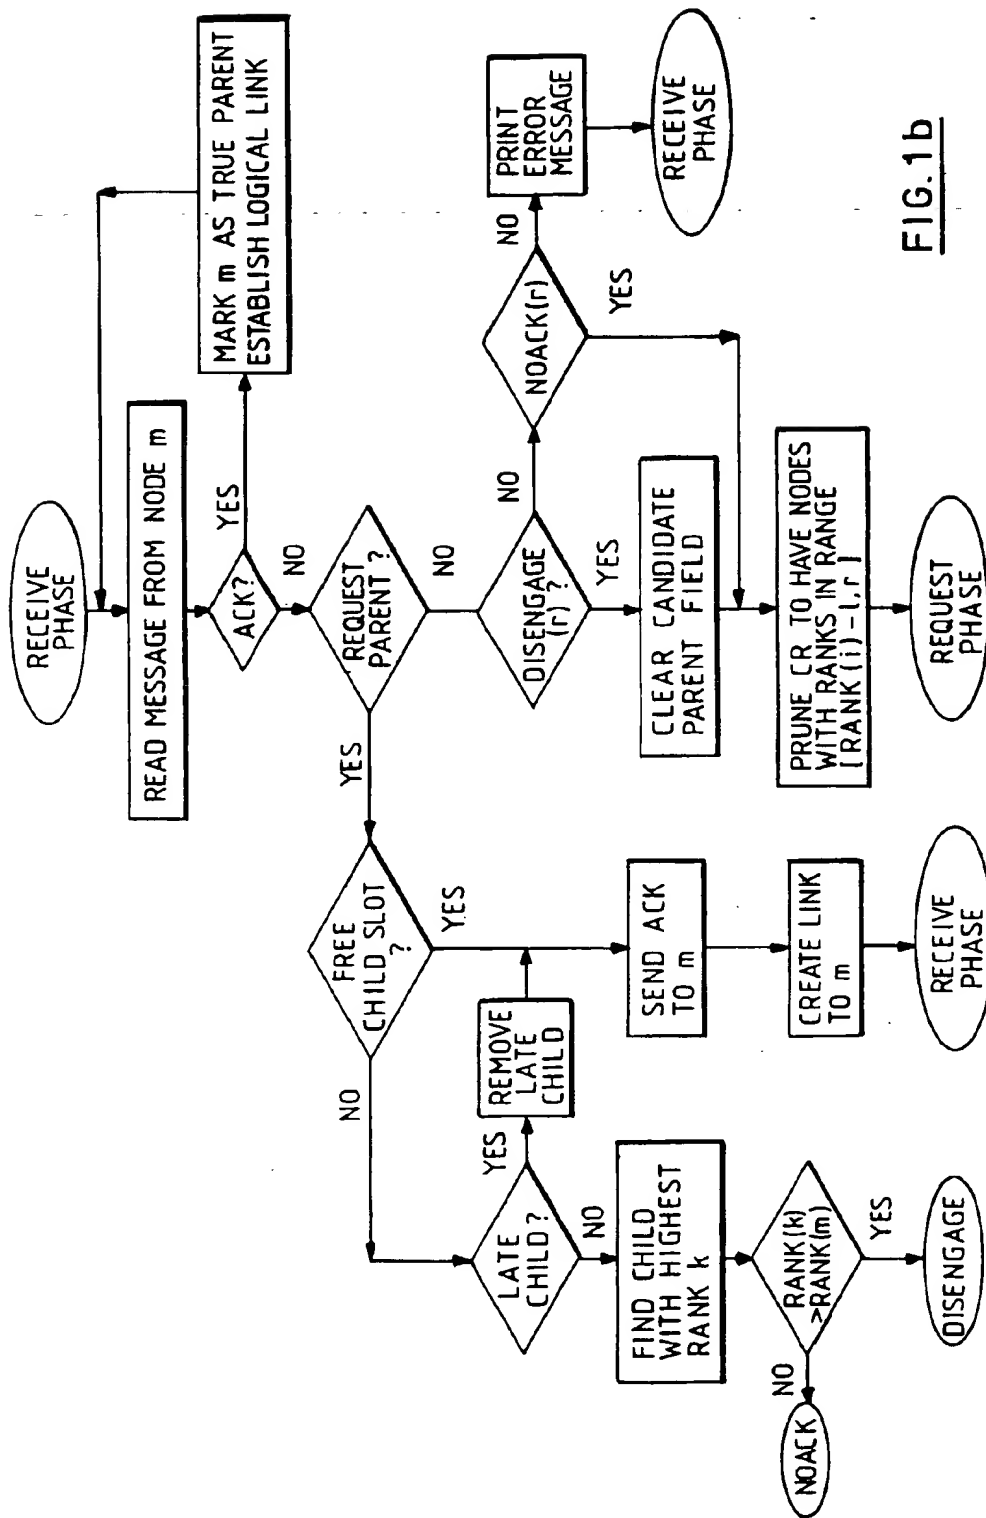 RECEIVE
PHASE
READ MESSAGE FROM NODE m
ACK?
YES
MARK m AS TRUE PARENT
ESTABLISH LOGICAL LINK
NO
REQUEST
PARENT ?
YES
NO
FREE
CHILD SLOT
?
YES
NO
LATE
CHILD?
YES
REMOVE
LATE
CHILD
NO
FIND CHILD
WITH HIGHEST
RANK k
RANK(k)
>RANK(m)
NO
NOACK
YES
DISENGAGE
SEND ACK
TO m
CREATE LINK
TO m
RECEIVE
PHASE
DISENGAGE
(r) ?
NO
YES
CLEAR CANDIDATE
PARENT FIELD
NOACK(r)
NO
YES
PRINT
ERROR
MESSAGE
RECEIVE
PHASE
PRUNE CR TO HAVE NODES
WITH RANKS IN RANGE
[RANK(i)-l,r]
REQUEST
PHASE
FIG.1b